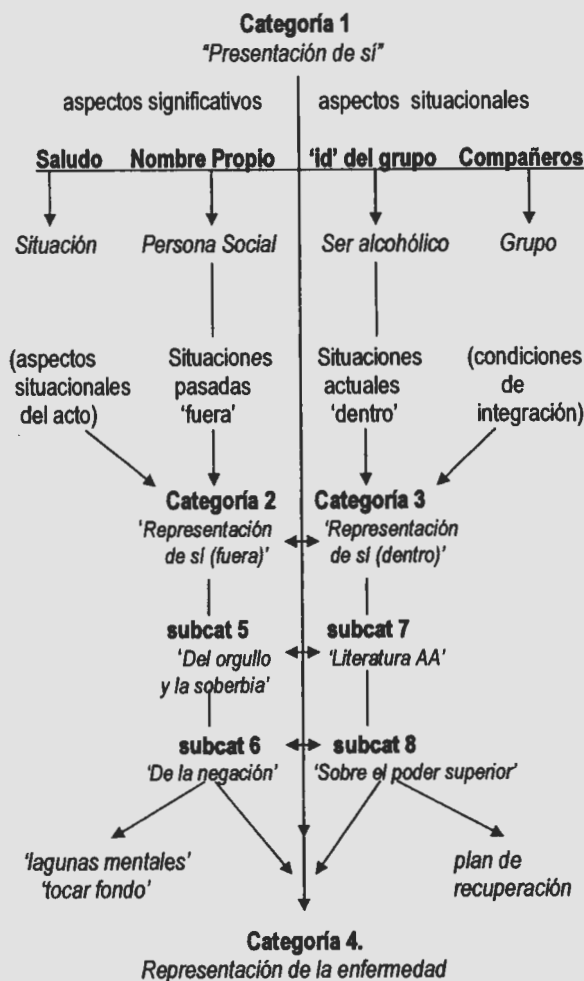 Categoría 1
"Presentación de sí"
aspectos significativos aspectos situacionales
Saludo Nombre Propio 'id' del grupo Compañeros
Situación Persona Social Ser alcohólico Grupo
(aspectos situacionales del acto)
Situaciones pasadas 'fuera'
Situaciones actuales 'dentro'
(condiciones de integración)
Categoría 2
'Representación
de sí (fuera)'
Categoría 3
'Representación
de sí (dentro)'
subcat 5
'Del orgullo
y la soberbia'
subcat 7
'Literatura AA'
subcat 6
'De la negación'
subcat 8
'Sobre el poder superior'
'lagunas mentales'
'tocar fondo'
plan de
recuperación
Categoría 4.
Representación de la enfermedad